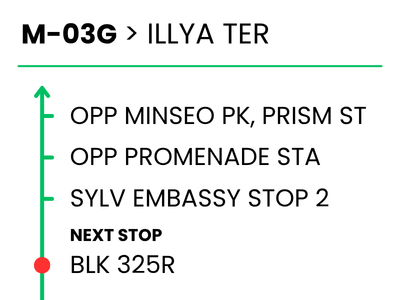 M-03G > ILLYA TER
OPP MINSEO PK, PRISM ST
OPP PROMENADE STA
SYLV EMBASSY STOP 2
NEXT STOP
BLK 325R